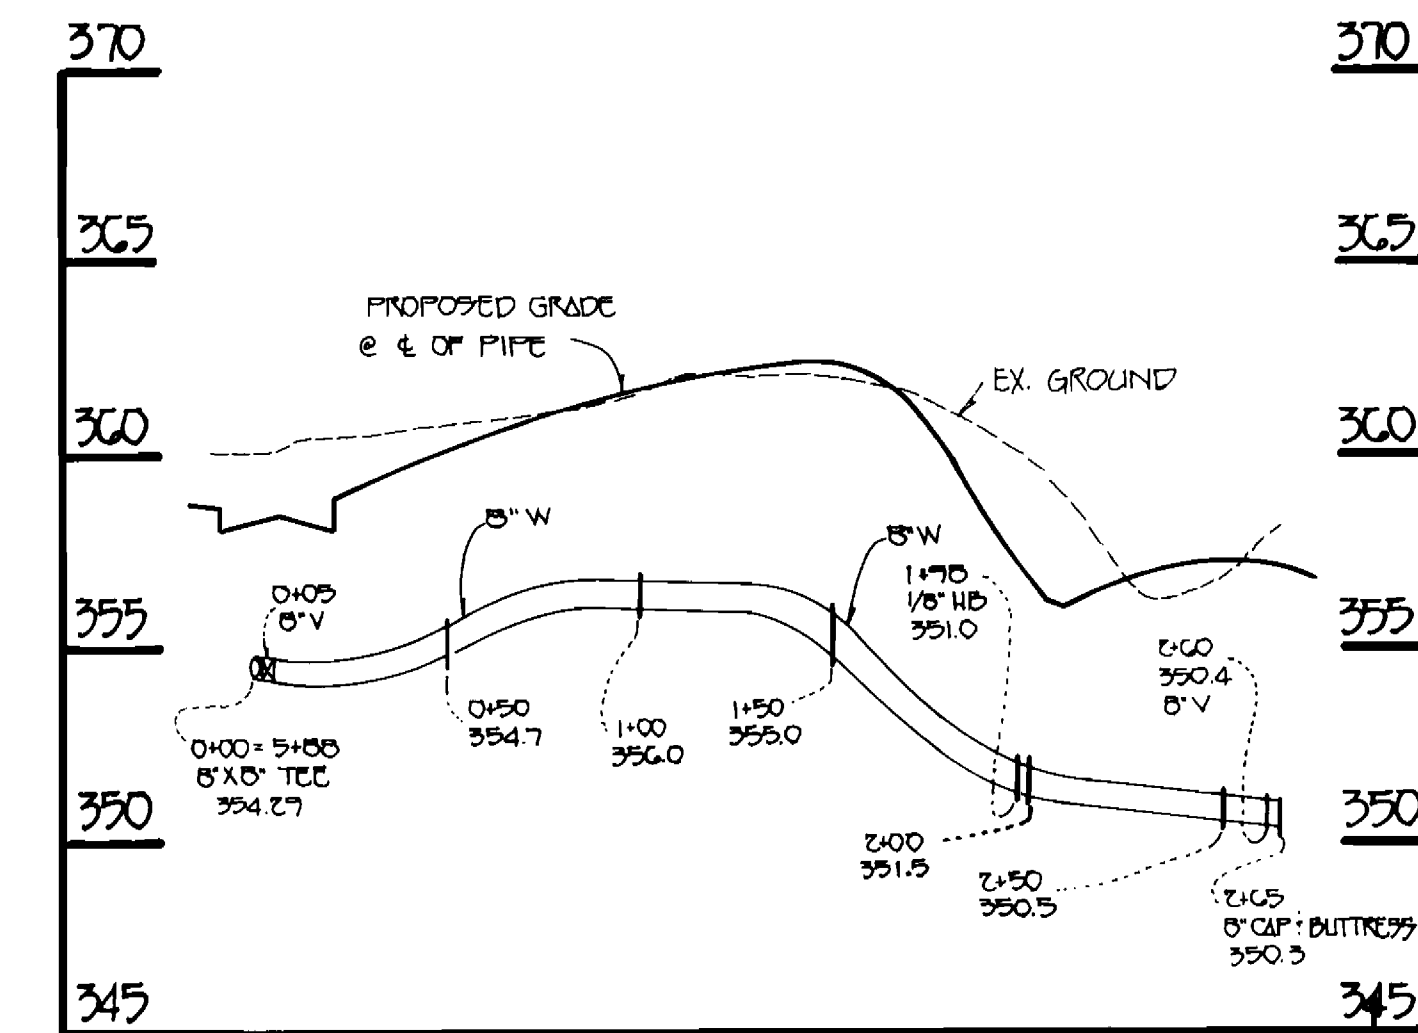 370
370
365
365
PROPOSED GRADE
@ ℄ OF PIPE
EX. GROUND
360
360
8" W
8" W
1+98
1/8" HB
351.0
0+05
8" V
355
355
2+60
350.4
8" V
0+50
354.7
1+00
356.0
1+50
355.0
0+00 = 5+88
8" X 8" TEE
354.29
350
350
2+00
351.5
2+50
350.5
2+65
8" CAP & BUTTRESS
350.3
345
345